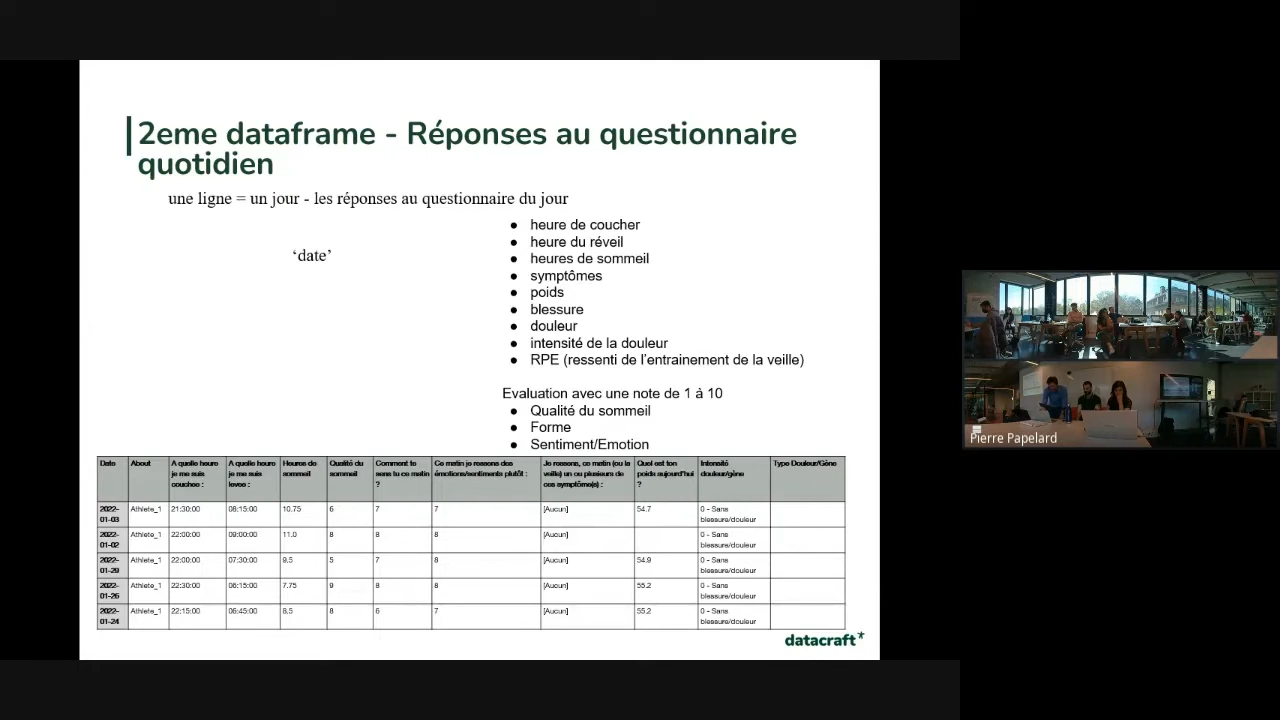 2eme dataframe - Réponses au questionnaire
quotidien
une ligne = un jour - les réponses au questionnaire du jour
‘date’
● heure de coucher
● heure du réveil
● heures de sommeil
● symptômes
● poids
● blessure
● douleur
● intensité de la douleur
● RPE (ressenti de l’entrainement de la veille)
Evaluation avec une note de 1 à 10
● Qualité du sommeil
● Forme
● Sentiment/Emotion
Date About A quelle heure je me suis couchee : A quelle heure je me suis levee : Heures de sommeil Qualité du sommeil Comment te sens tu ce matin ? Ce matin je ressens des émotions/sentiments plutôt : Je ressens, ce matin (ou la veille) un ou plusieurs de ces symptôme(s) : Quel est ton poids aujourd'hui ? Intensité douleur/gêne Type Douleur/Gêne
2022-01-03 Athlete_1 21:30:00 08:15:00 10.75 6 7 7 [Aucun] 54.7 0 - Sans blessure/douleur
2022-01-02 Athlete_1 22:00:00 09:00:00 11.0 8 8 8 [Aucun] 0 - Sans blessure/douleur
2022-01-29 Athlete_1 22:00:00 07:30:00 9.5 5 7 8 [Aucun] 54.9 0 - Sans blessure/douleur
2022-01-26 Athlete_1 22:30:00 06:15:00 7.75 9 8 8 [Aucun] 55.2 0 - Sans blessure/douleur
2022-01-24 Athlete_1 22:15:00 06:45:00 8.5 8 6 7 [Aucun] 55.2 0 - Sans blessure/douleur
datacraft*
Pierre Papelard